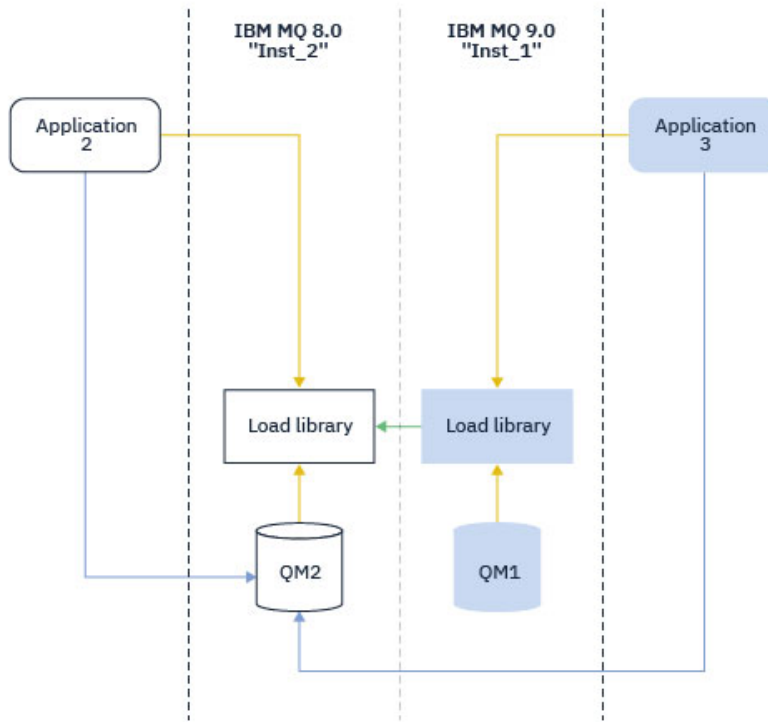 IBM MQ 8.0
"Inst_2"
IBM MQ 9.0
"Inst_1"
Application
2
Application
3
Load library
Load library
QM2
QM1